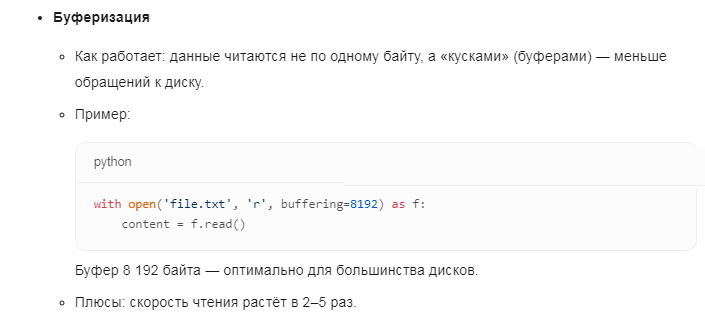 Буферизация
Как работает: данные читаются не по одному байту, а «кусками» (буферами) — меньше
обращений к диску.
Пример:
python
with open('file.txt', 'r', buffering=8192) as f:
    content = f.read()
Буфер 8 192 байта — оптимально для большинства дисков.
Плюсы: скорость чтения растёт в 2–5 раз.